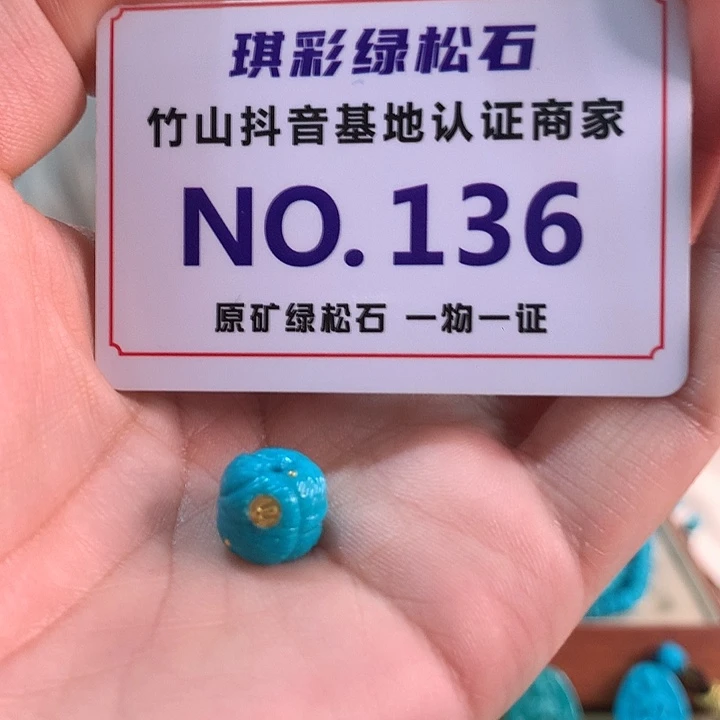 琪彩绿松石
竹山抖音基地认证商家
NO.136
原矿绿松石 一物一证